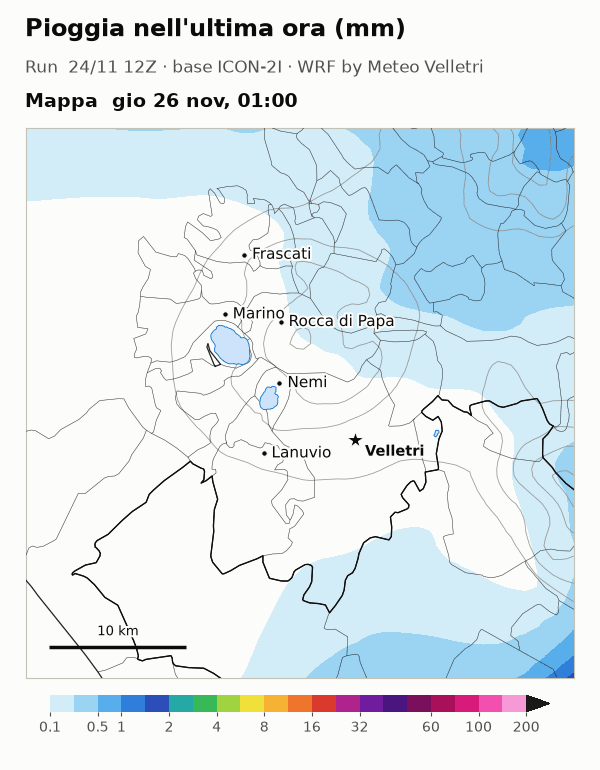 Pioggia nell'ultima ora (mm)
Run  24/11 12Z · base ICON-2I · WRF by Meteo Velletri
Mappa  gio 26 nov, 01:00
Frascati
Marino
Rocca di Papa
Nemi
Velletri
Lanuvio
10 km
0.1 0.5 1 2 4 8 16 32 60 100 200